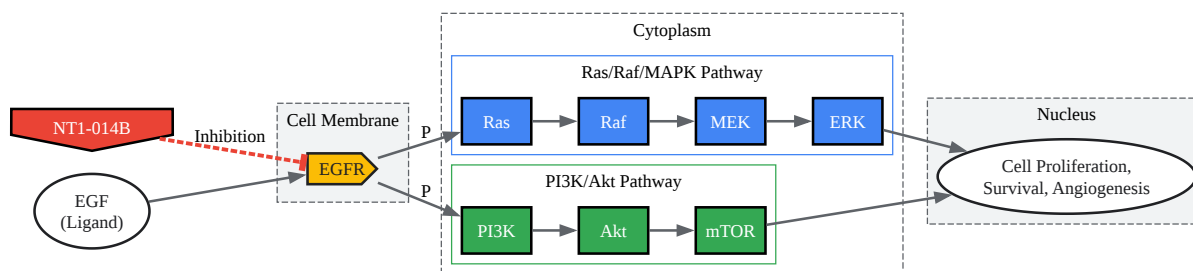 Cytoplasm
Ras/Raf/MAPK Pathway
NT1-014B
Inhibition
Cell Membrane
P
Ras
Raf
MEK
ERK
Nucleus
EGFR
EGF
(Ligand)
P
PI3K/Akt Pathway
Cell Proliferation,
Survival, Angiogenesis
PI3K
Akt
mTOR